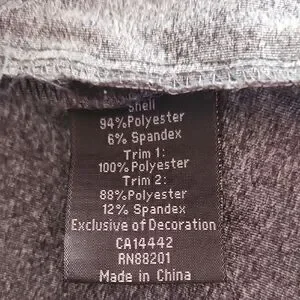 Shell
94%Polyester
6% Spandex
Trim 1:
100% Polyester
Trim 2:
88%Polyester
12% Spandex
Exclusive of Decoration
CA14442
RN88201
Made in China